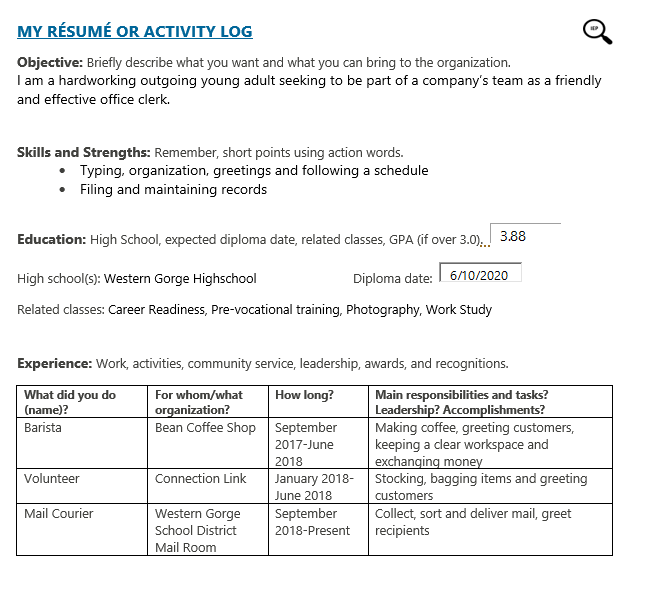 MY RÉSUMÉ OR ACTIVITY LOG
IEP
Objective: Briefly describe what you want and what you can bring to the organization.
I am a hardworking outgoing young adult seeking to be part of a company's team as a friendly
and effective office clerk.
Skills and Strengths: Remember, short points using action words.
• Typing, organization, greetings and following a schedule
• Filing and maintaining records
Education: High School, expected diploma date, related classes, GPA (if over 3.0)... 3.88
High school(s): Western Gorge Highschool Diploma date: 6/10/2020
Related classes: Career Readiness, Pre-vocational training, Photography, Work Study
Experience: Work, activities, community service, leadership, awards, and recognitions.
What did you do (name)? For whom/what organization? How long? Main responsibilities and tasks? Leadership? Accomplishments?
Barista Bean Coffee Shop September 2017-June 2018 Making coffee, greeting customers, keeping a clear workspace and exchanging money
Volunteer Connection Link January 2018-June 2018 Stocking, bagging items and greeting customers
Mail Courier Western Gorge School District Mail Room September 2018-Present Collect, sort and deliver mail, greet recipients